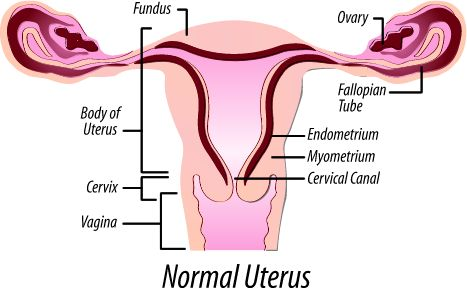 Fundus
Ovary
Fallopian
Tube
Body of
Uterus
Endometrium
Myometrium
Cervical Canal
Cervix
Vagina
Normal Uterus